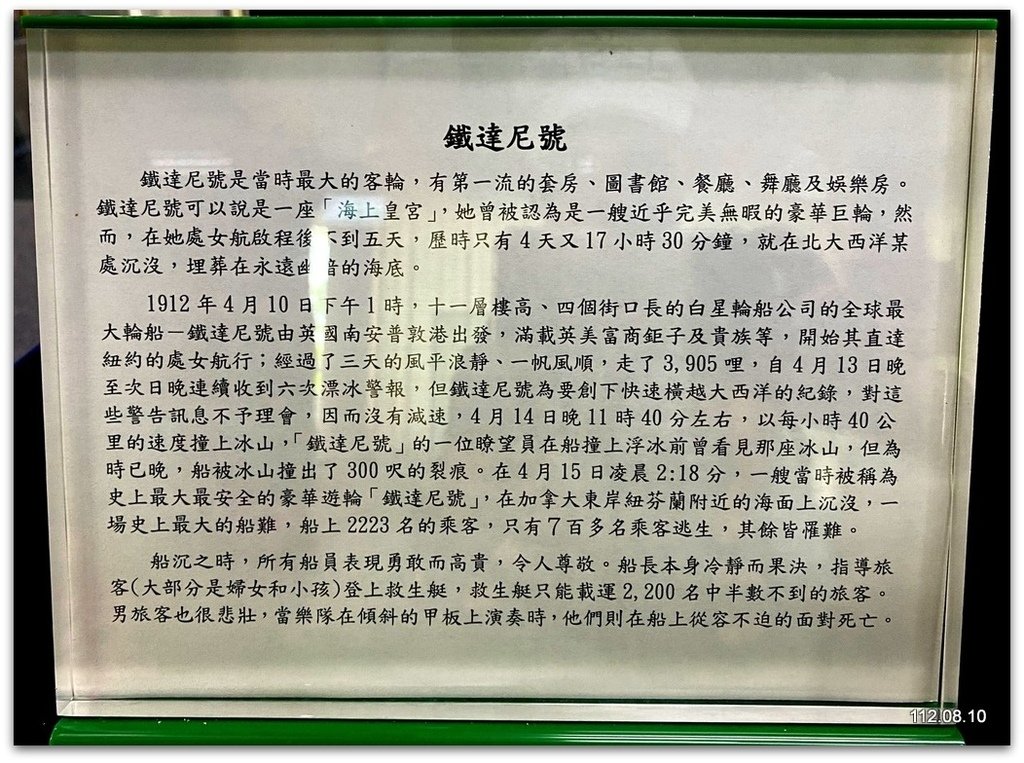 鐵達尼號
鐵達尼號是當時最大的客輪，有第一流的套房、圖書館、餐廳、舞廳及娛樂房。
鐵達尼號可以說是一座「海上皇宮」，她曾被認為是一艘近乎完美無暇的豪華巨輪，然
而，在她處女航啟程後不到五天，歷時只有4天又17小時30分鐘，就在北大西洋某
處沉沒，埋葬在永遠幽暗的海底。
1912年4月10日下午1時，十一層樓高、四個街口長的白星輪船公司的全球最
大輪船－鐵達尼號由英國南安普敦港出發，滿載英美富商鉅子及貴族等，開始其直達
紐約的處女航行；經過了三天的風平浪靜、一帆風順，走了3,905哩，自4月13日晚
至次日晚連續收到六次漂冰警報，但鐵達尼號為要創下快速橫越大西洋的紀錄，對這
些警告訊息不予理會，因而沒有減速，4月14日晚11時40分左右，以每小時40公
里的速度撞上冰山，「鐵達尼號」的一位瞭望員在船撞上浮冰前曾看見那座冰山，但為
時已晚，船被冰山撞出了300呎的裂痕。在4月15日凌晨2:18分，一艘當時被稱為
史上最大最安全的豪華遊輪「鐵達尼號」，在加拿大東岸紐芬蘭附近的海面上沉沒，一
場史上最大的船難，船上2223名的乘客，只有7百多名乘客逃生，其餘皆罹難。
船沉之時，所有船員表現勇敢而高貴，令人尊敬。船長本身冷靜而果決，指導旅
客(大部分是婦女和小孩)登上救生艇，救生艇只能載運2,200名中半數不到的旅客。
男旅客也很悲壯，當樂隊在傾斜的甲板上演奏時，他們則在船上從容不迫的面對死亡。
112.08.10